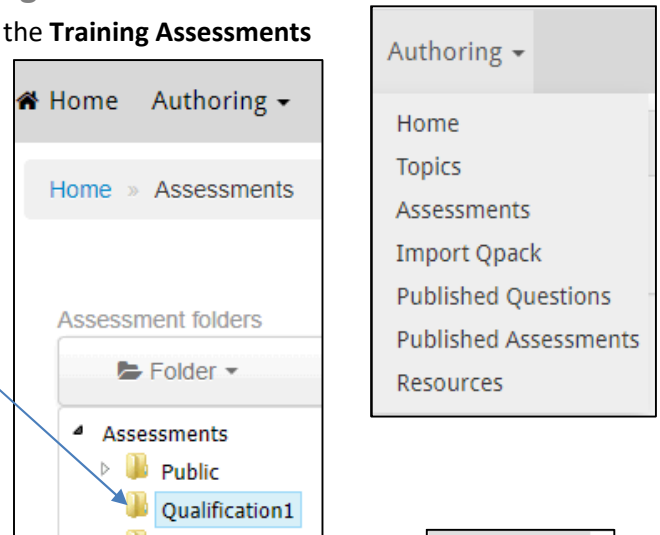 the Training Assessments
Home Authoring
Home » Assessments
Assessment folders
Folder
Assessments
Public
Qualification1
Authoring
Home
Topics
Assessments
Import Qpack
Published Questions
Published Assessments
Resources